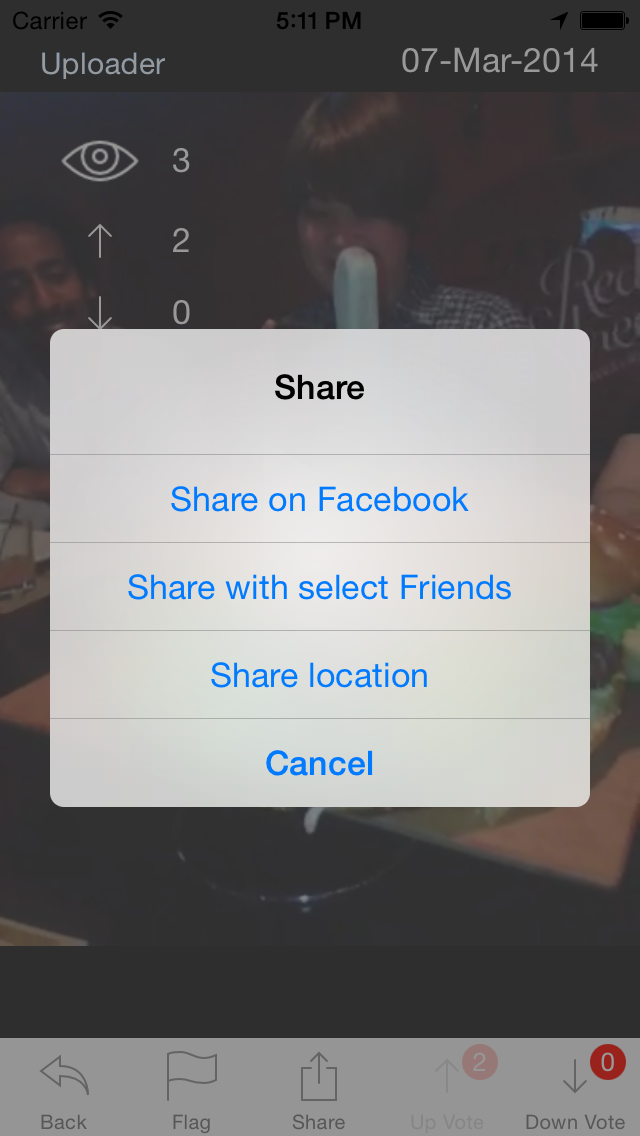 Carrier 5:11 PM
Uploader 07-Mar-2014
3
2
0
Share
Share on Facebook
Share with select Friends
Share location
Cancel
2 0
Back Flag Share Up Vote Down Vote